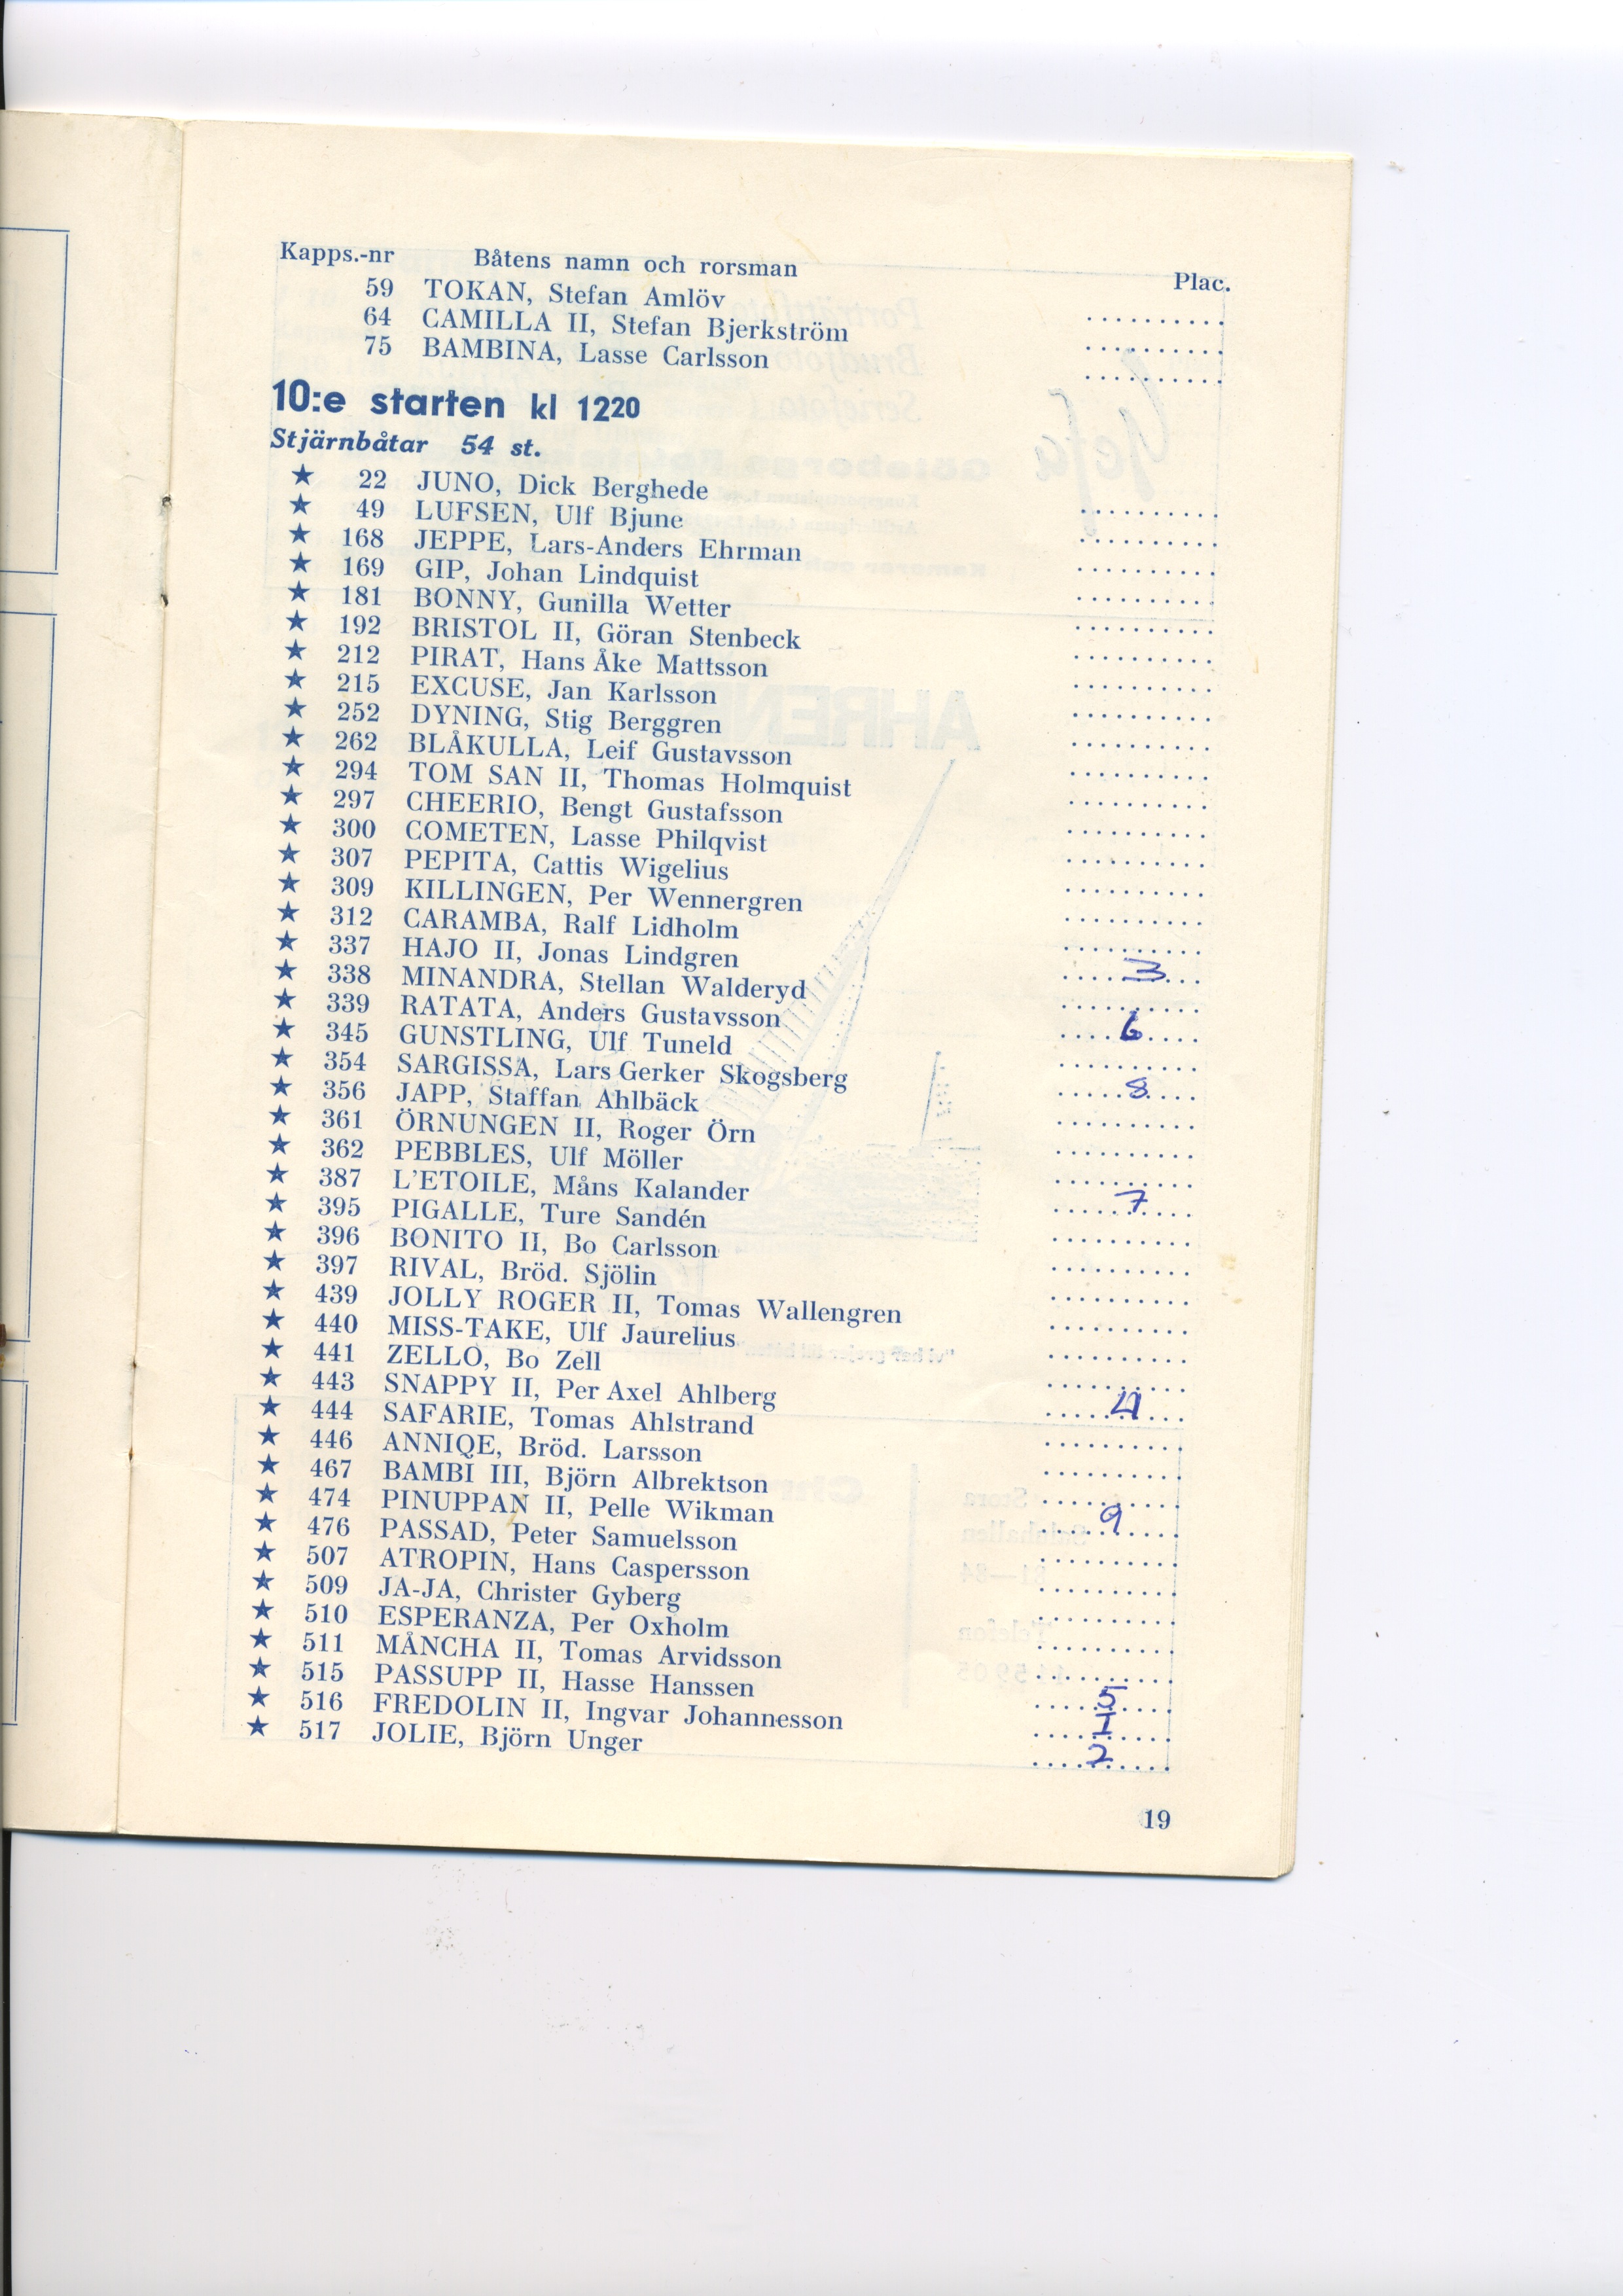 Kapps.-nr Båtens namn och rorsman Plac.
59 TOKAN, Stefan Amlöv ..........
64 CAMILLA II, Stefan Bjerkström ..........
75 BAMBINA, Lasse Carlsson ..........
10:e starten kl 1220
Stjärnbåtar 54 st.
★ 22 JUNO, Dick Berghede ..........
★ 49 LUFSEN, Ulf Bjune ..........
★ 168 JEPPE, Lars-Anders Ehrman ..........
★ 169 GIP, Johan Lindquist ..........
★ 181 BONNY, Gunilla Wetter ..........
★ 192 BRISTOL II, Göran Stenbeck ..........
★ 212 PIRAT, Hans Åke Mattsson ..........
★ 215 EXCUSE, Jan Karlsson ..........
★ 252 DYNING, Stig Berggren ..........
★ 262 BLÅKULLA, Leif Gustavsson ..........
★ 294 TOM SAN II, Thomas Holmquist ..........
★ 297 CHEERIO, Bengt Gustafsson ..........
★ 300 COMETEN, Lasse Philqvist ..........
★ 307 PEPITA, Cattis Wigelius ..........
★ 309 KILLINGEN, Per Wennergren ..........
★ 312 CARAMBA, Ralf Lidholm ..........
★ 337 HAJO II, Jonas Lindgren ....3...
★ 338 MINANDRA, Stellan Walderyd ..........
★ 339 RATATA, Anders Gustavsson ....6....
★ 345 GUNSTLING, Ulf Tuneld ..........
★ 354 SARGISSA, Lars Gerker Skogsberg .....8....
★ 356 JAPP, Staffan Ahlbäck ..........
★ 361 ÖRNUNGEN II, Roger Örn ..........
★ 362 PEBBLES, Ulf Möller ..........
★ 387 L'ETOILE, Måns Kalander .....7....
★ 395 PIGALLE, Ture Sandén ..........
★ 396 BONITO II, Bo Carlsson ..........
★ 397 RIVAL, Bröd. Sjölin ..........
★ 439 JOLLY ROGER II, Tomas Wallengren ..........
★ 440 MISS-TAKE, Ulf Jaurelius ..........
★ 441 ZELLO, Bo Zell ..........
★ 443 SNAPPY II, Per Axel Ahlberg .....4...
★ 444 SAFARIE, Tomas Ahlstrand ..........
★ 446 ANNIQE, Bröd. Larsson ..........
★ 467 BAMBI III, Björn Albrektson ..........
★ 474 PINUPPAN II, Pelle Wikman .....9....
★ 476 PASSAD, Peter Samuelsson ..........
★ 507 ATROPIN, Hans Caspersson ..........
★ 509 JA-JA, Christer Gyberg ..........
★ 510 ESPERANZA, Per Oxholm ..........
★ 511 MÅNCHA II, Tomas Arvidsson ..........
★ 515 PASSUPP II, Hasse Hanssen ....5....
★ 516 FREDOLIN II, Ingvar Johannesson ....1....
★ 517 JOLIE, Björn Unger ....2....
19